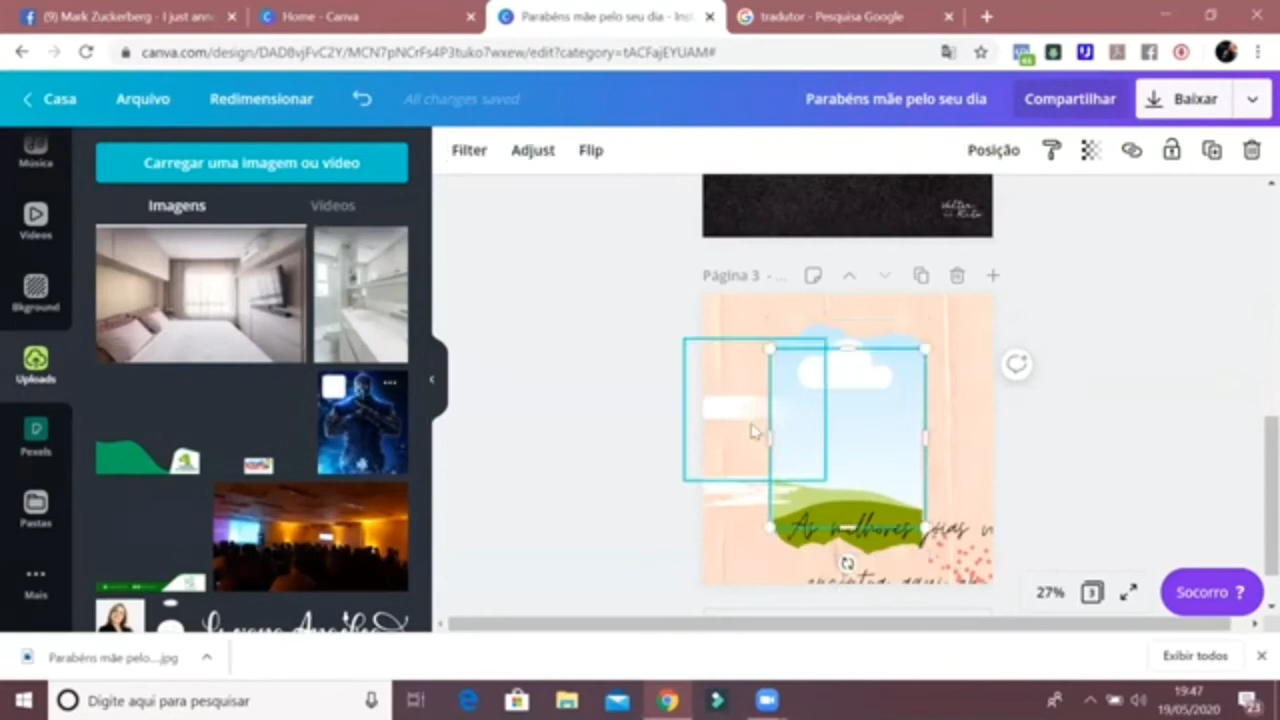 (9) Mark Zuckerberg - I just ann
Home - Canva
Parabéns mãe pelo seu dia - Inst
tradutor - Pesquisa Google
canva.com/design/DAD8vjFvC2Y/MCN7pNCrFs4P3tuko7wxew/edit?category=tACFajEYUAM#
Casa
Arquivo
Redimensionar
All changes saved
Parabéns mãe pelo seu dia
Compartilhar
Baixar
Música
Carregar uma imagem ou vídeo
Filter
Adjust
Flip
Posição
Imagens
Vídeos
Vídeos
Bkground
Uploads
Pexels
Pastas
Mais
Página 3 - ...
As melhores joias
27%
3
Socorro ?
Parabéns mãe pelo....jpg
Exibir todos
Digite aqui para pesquisar
19:47
19/05/2020
23